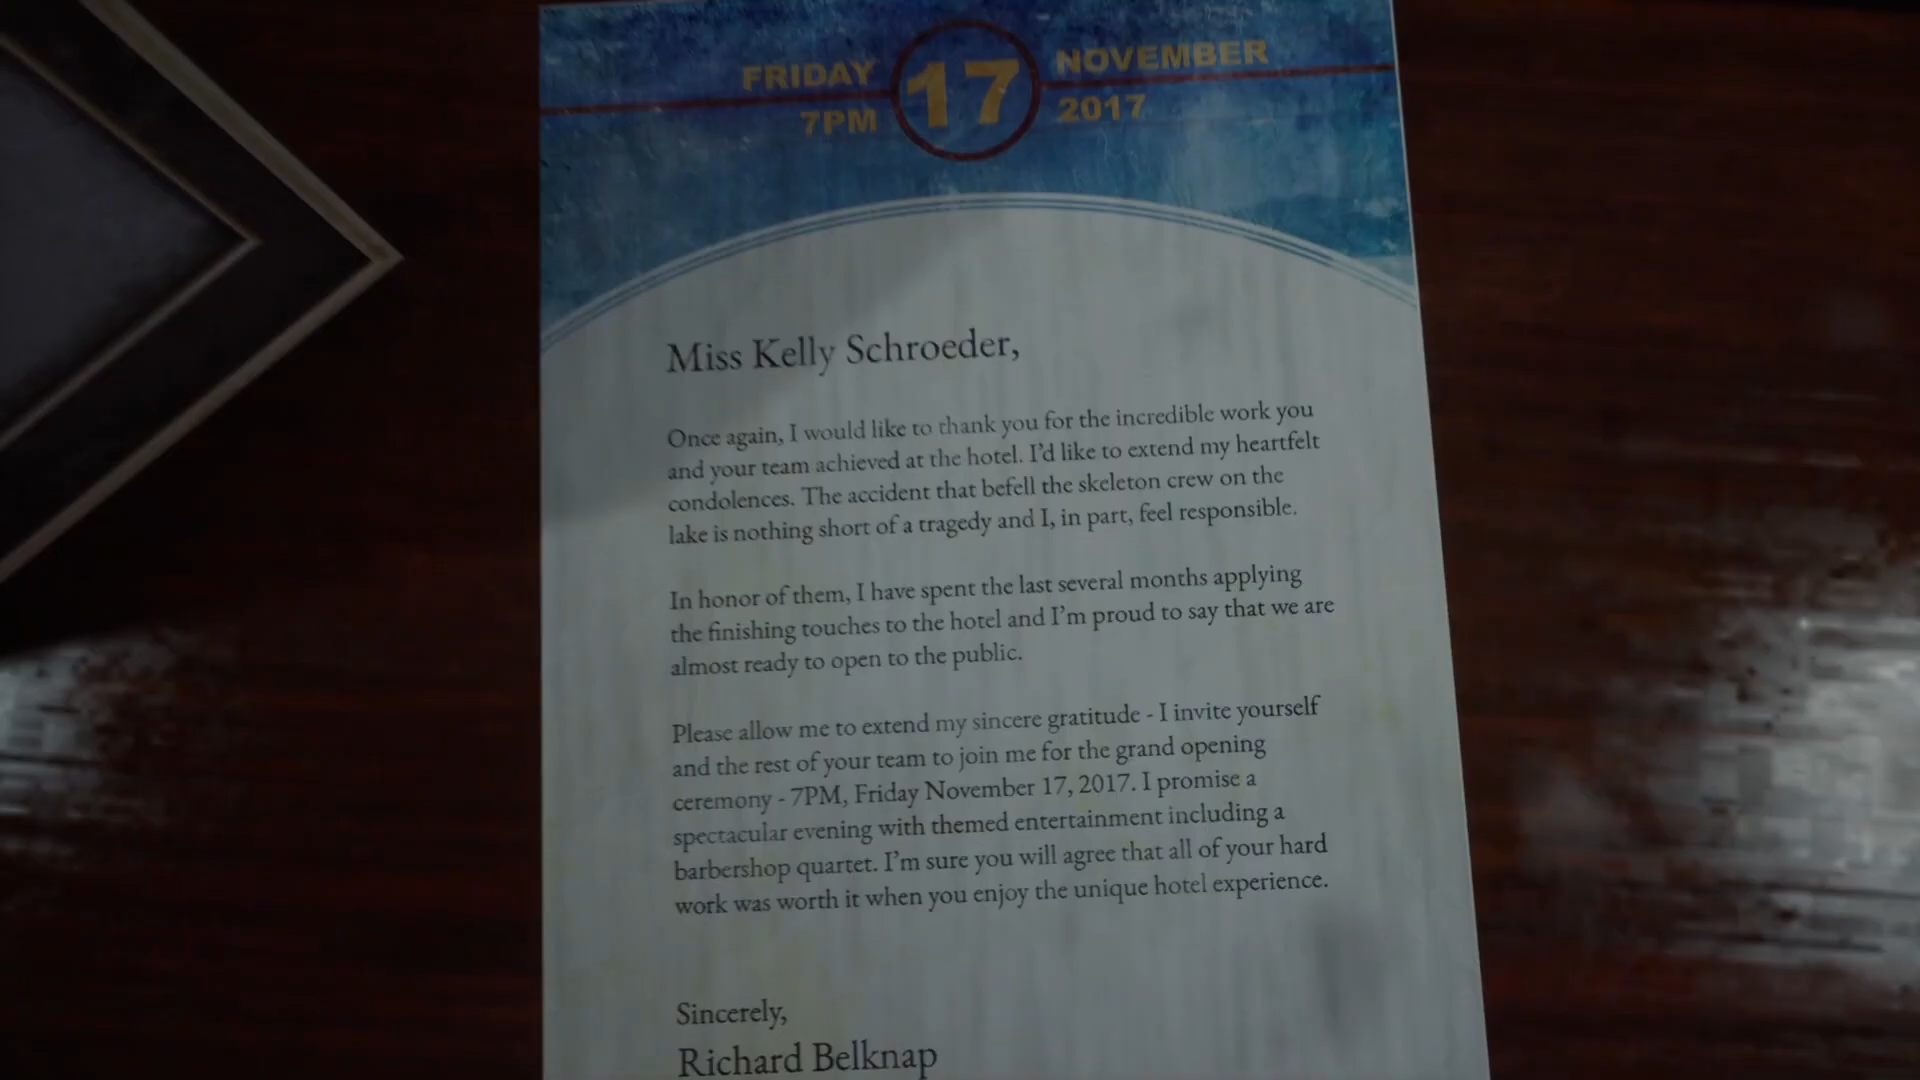 FRIDAY 17 NOVEMBER
7PM 2017
Miss Kelly Schroeder,
Once again, I would like to thank you for the incredible work you
and your team achieved at the hotel. I'd like to extend my heartfelt
condolences. The accident that befell the skeleton crew on the
lake is nothing short of a tragedy and I, in part, feel responsible.
In honor of them, I have spent the last several months applying
the finishing touches to the hotel and I'm proud to say that we are
almost ready to open to the public.
Please allow me to extend my sincere gratitude - I invite yourself
and the rest of your team to join me for the grand opening
ceremony - 7PM, Friday November 17, 2017. I promise a
spectacular evening with themed entertainment including a
barbershop quartet. I'm sure you will agree that all of your hard
work was worth it when you enjoy the unique hotel experience.
Sincerely,
Richard Belknap